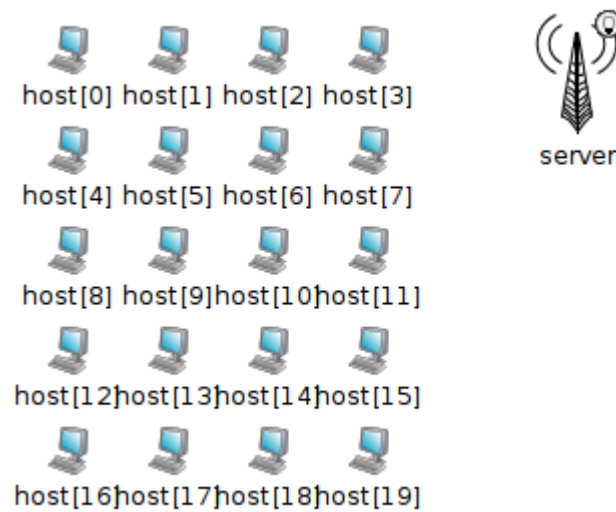 host[0] host[1] host[2] host[3]
server
host[4] host[5] host[6] host[7]
host[8] host[9] host[10] host[11]
host[12] host[13] host[14] host[15]
host[16] host[17] host[18] host[19]